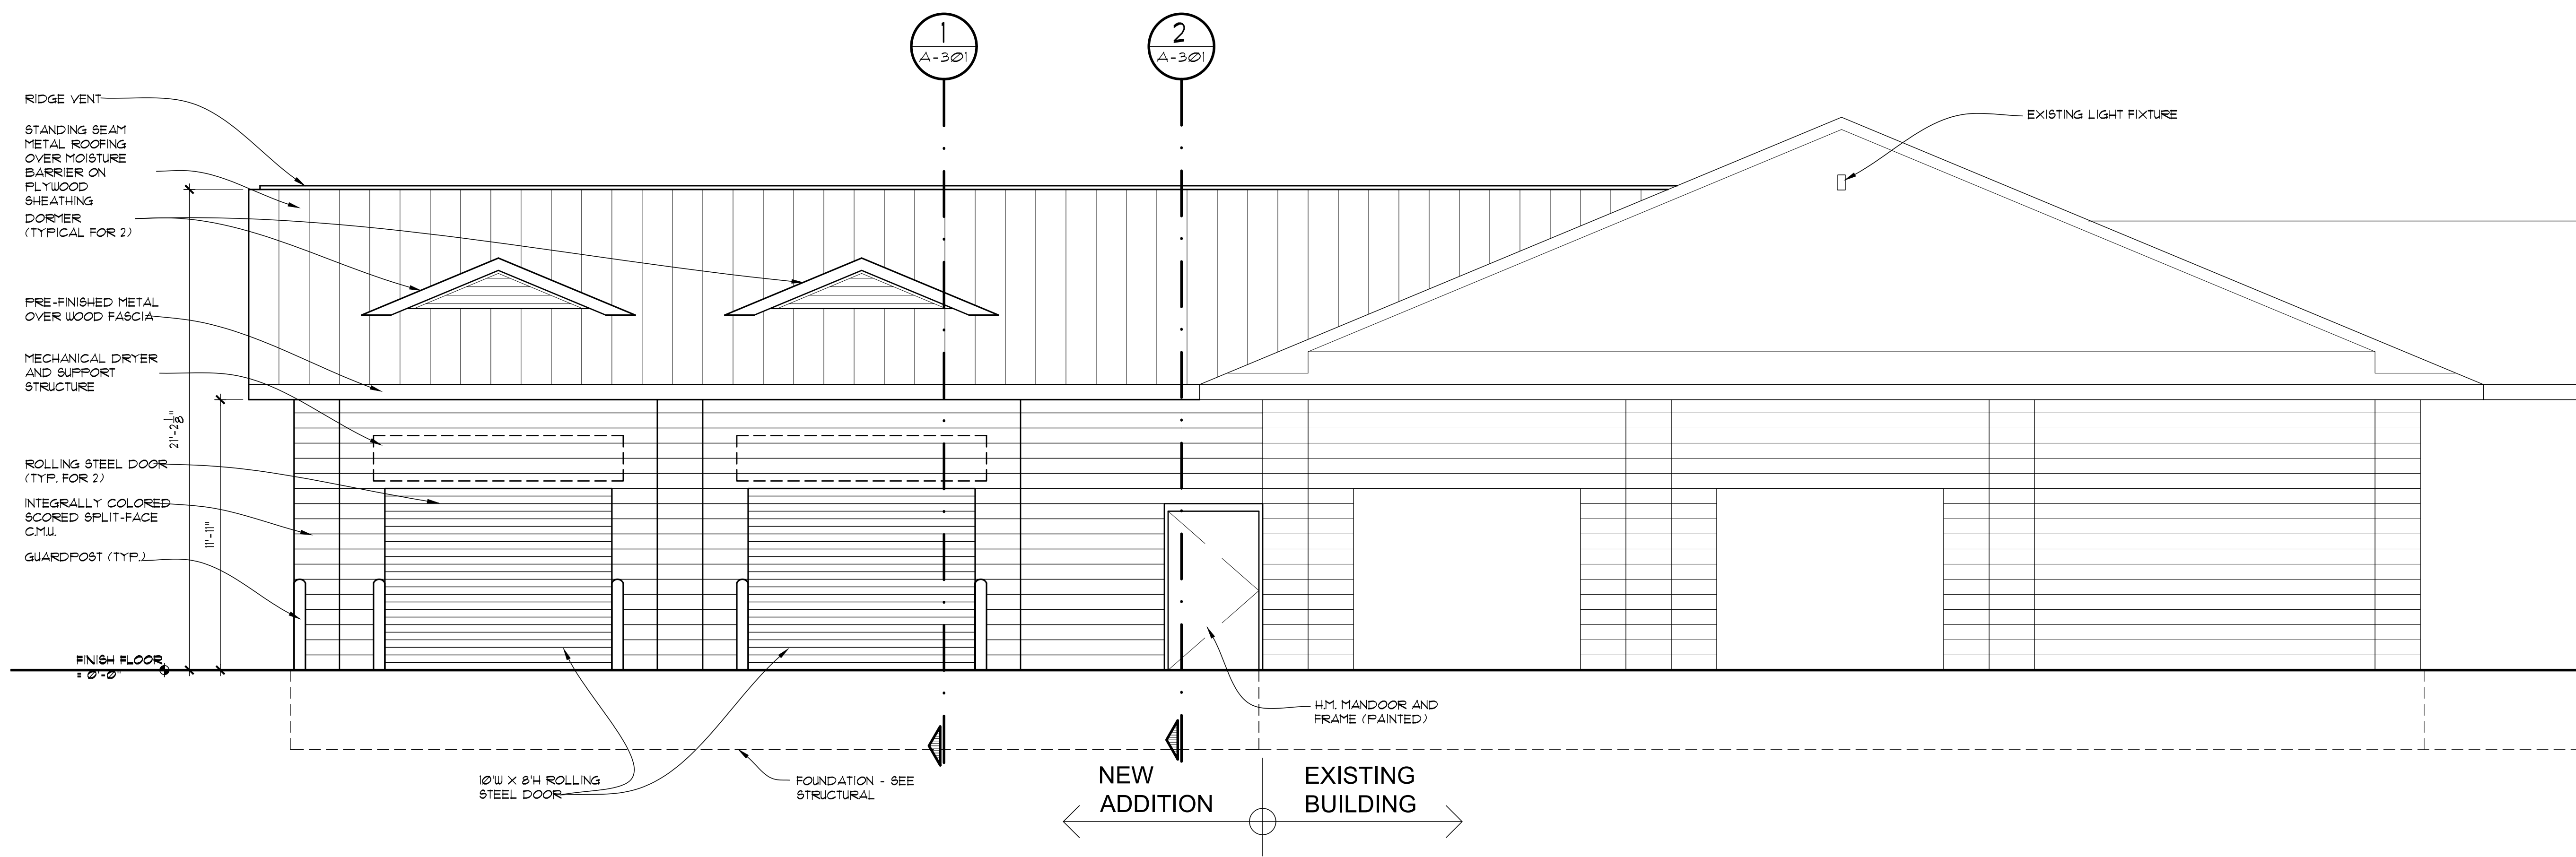 1
A-301
2
A-301
RIDGE VENT
STANDING SEAM
METAL ROOFING
OVER MOISTURE
BARRIER ON
PLYWOOD
SHEATHING
DORMER
(TYPICAL FOR 2)
PRE-FINISHED METAL
OVER WOOD FASCIA
MECHANICAL DRYER
AND SUPPORT
STRUCTURE
ROLLING STEEL DOOR
(TYP. FOR 2)
INTEGRALLY COLORED
SCORED SPLIT-FACE
C.M.U.
GUARDPOST (TYP.)
21'-2 1/8"
11'-11"
FINISH FLOOR
= 0'-0"
EXISTING LIGHT FIXTURE
H.M. MANDOOR AND
FRAME (PAINTED)
10'W X 8'H ROLLING
STEEL DOOR
FOUNDATION - SEE
STRUCTURAL
NEW
ADDITION
EXISTING
BUILDING